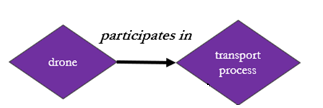 participates in
drone
transport
process